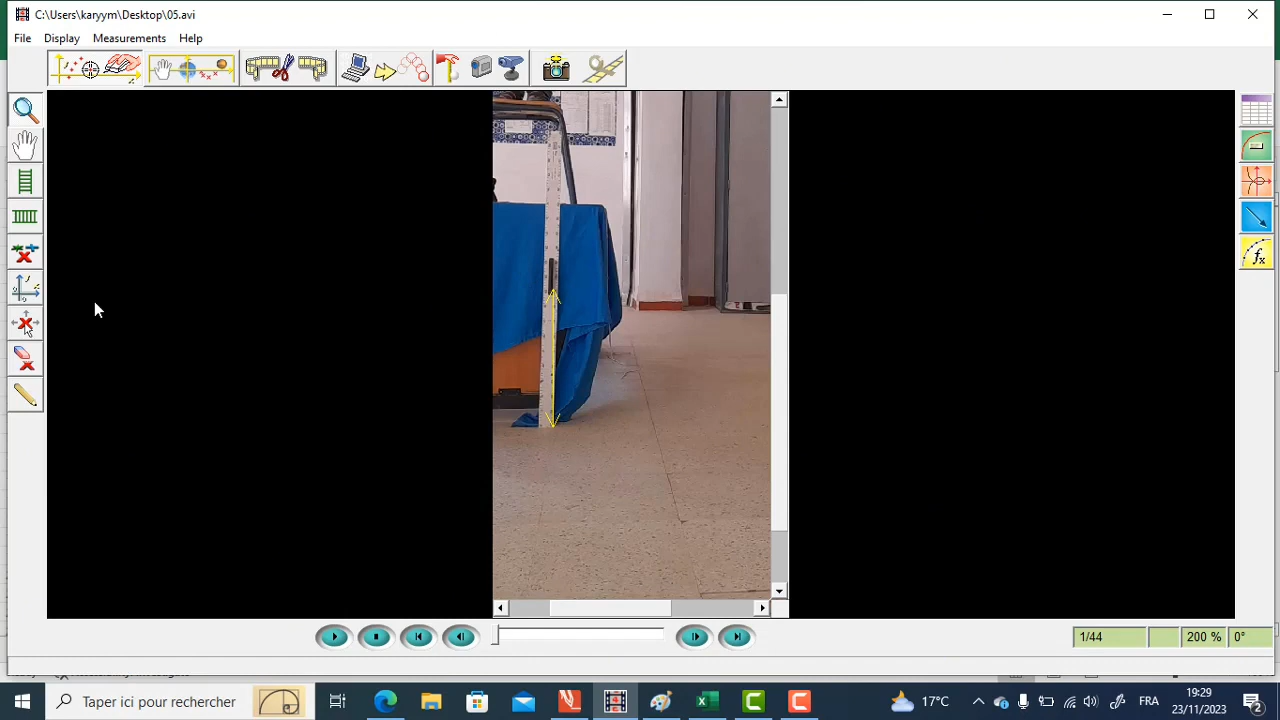 C:\Users\karyym\Desktop\05.avi
File Display Measurements Help
1/44 200 % 0°
Taper ici pour rechercher
17°C
FRA
19:29
23/11/2023
2